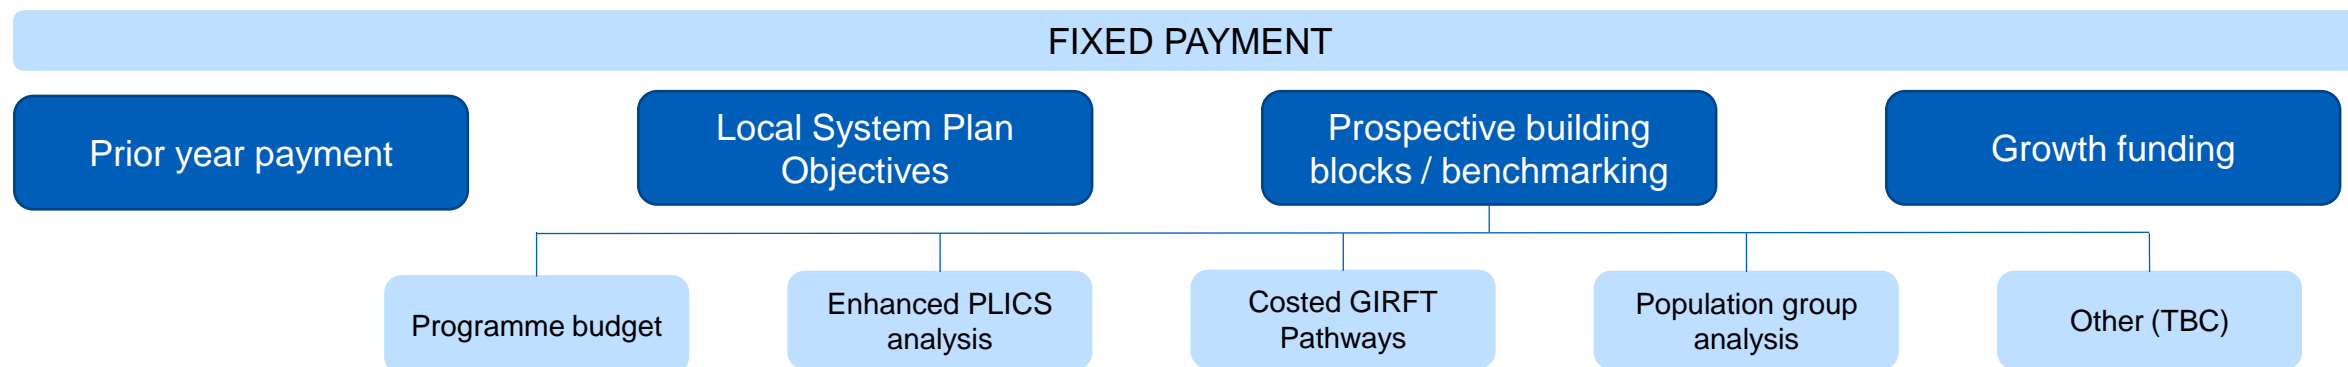 FIXED PAYMENT
Prior year payment
Local System Plan
Objectives
Prospective building
blocks / benchmarking
Growth funding
Programme budget
Enhanced PLICS
analysis
Costed GIRFT
Pathways
Population group
analysis
Other (TBC)